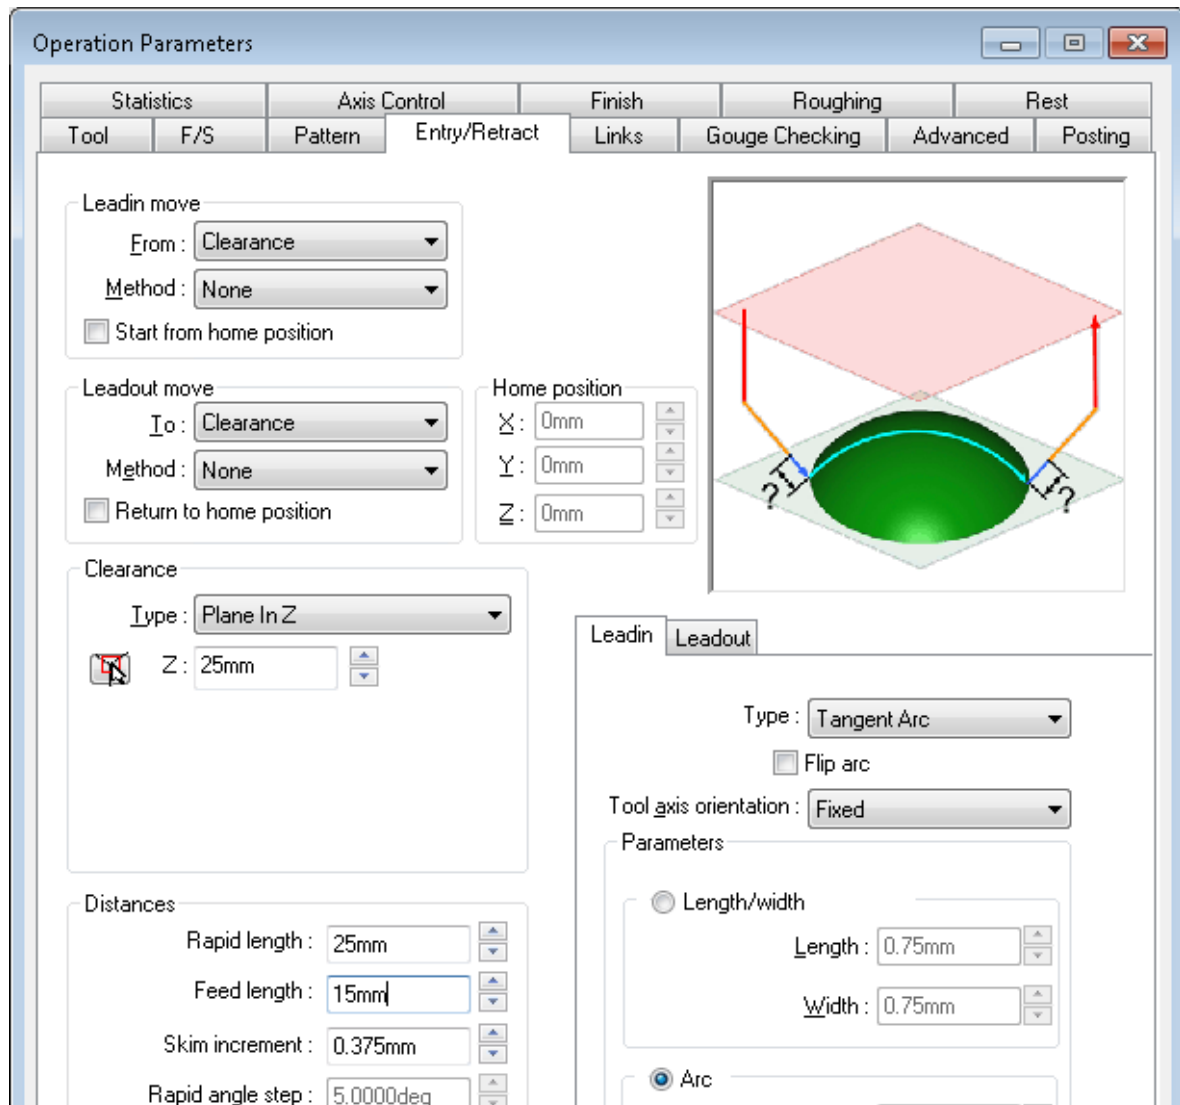 Operation Parameters
Statistics Axis Control Finish Roughing Rest
Tool F/S Pattern Entry/Retract Links Gouge Checking Advanced Posting
Leadin move
From : Clearance
Method : None
Start from home position
Leadout move
To : Clearance
Method : None
Return to home position
Home position
X : 0mm
Y : 0mm
Z : 0mm
? ?
Clearance
Type : Plane In Z
Z : 25mm
Leadin Leadout
Type : Tangent Arc
Flip arc
Tool axis orientation : Fixed
Parameters
Length/width
Length : 0.75mm
Width : 0.75mm
Arc
Distances
Rapid length : 25mm
Feed length : 15mm
Skim increment : 0.375mm
Rapid angle step : 5.0000deg